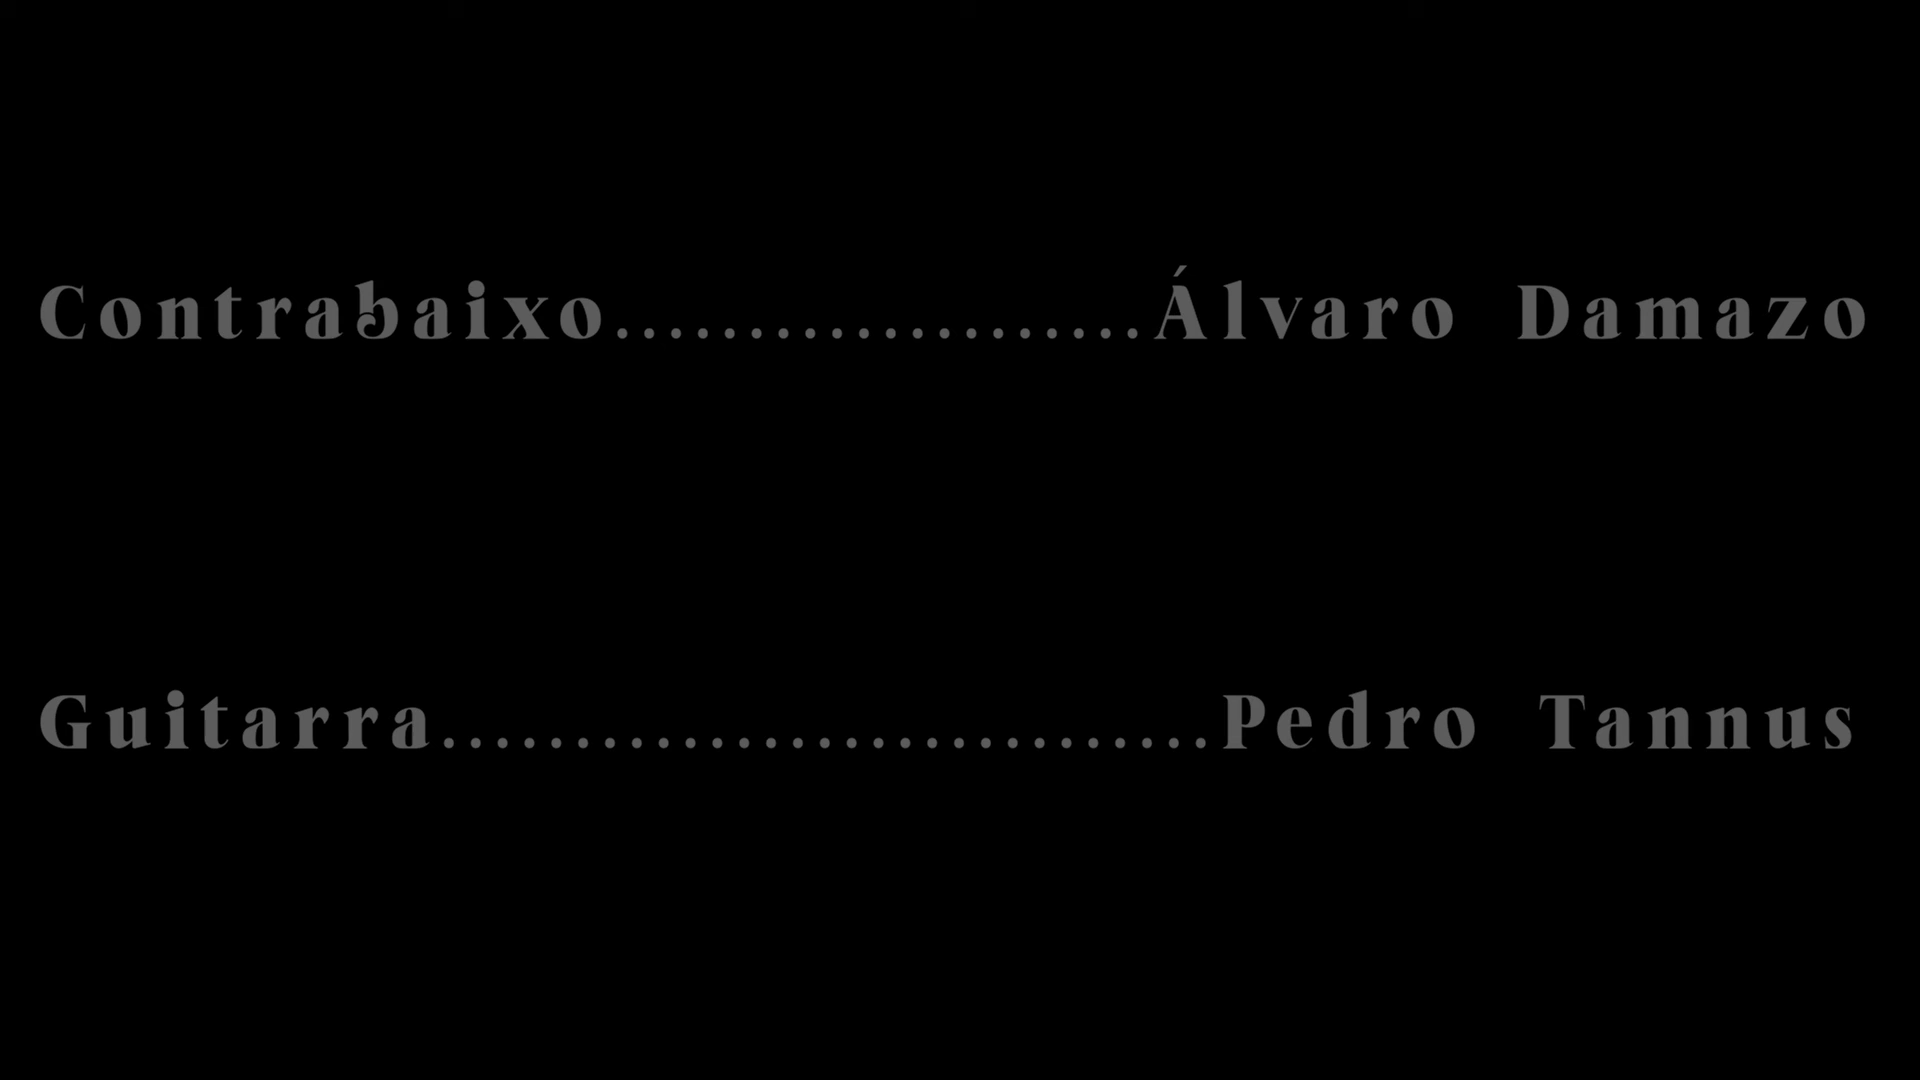 Contrabaixo....................Álvaro Damazo
Guitarra.............................Pedro Tannus